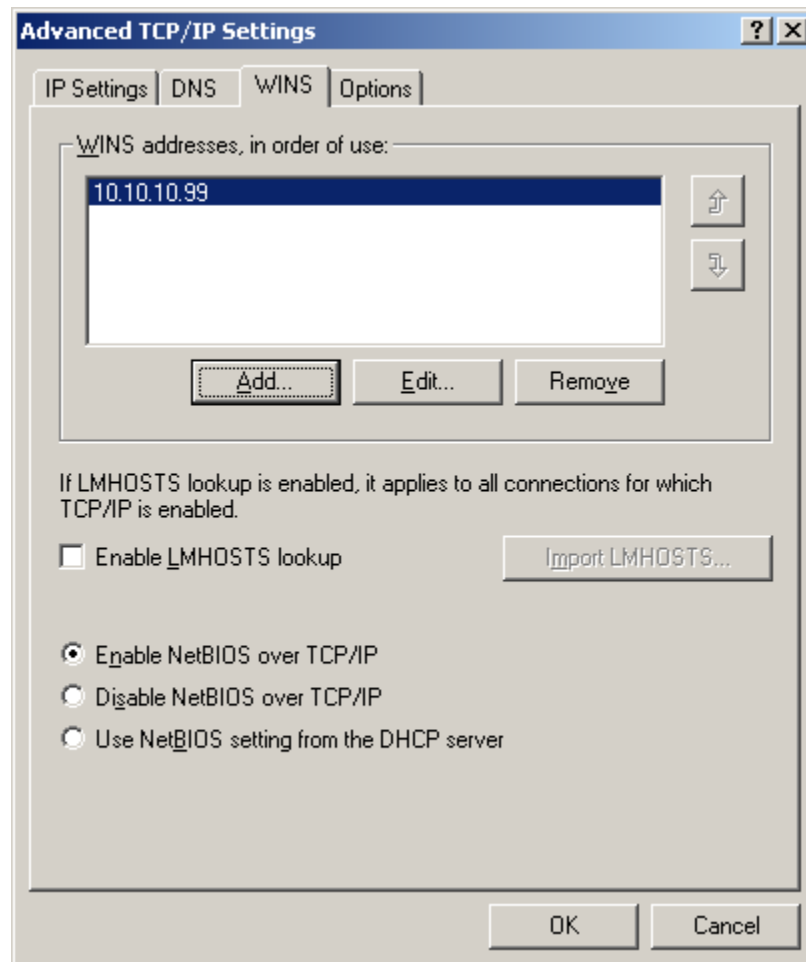 Advanced TCP/IP Settings
IP Settings DNS WINS Options
WINS addresses, in order of use:
10.10.10.99
Add... Edit... Remove
If LMHOSTS lookup is enabled, it applies to all connections for which
TCP/IP is enabled.
Enable LMHOSTS lookup Import LMHOSTS...
Enable NetBIOS over TCP/IP
Disable NetBIOS over TCP/IP
Use NetBIOS setting from the DHCP server
OK Cancel